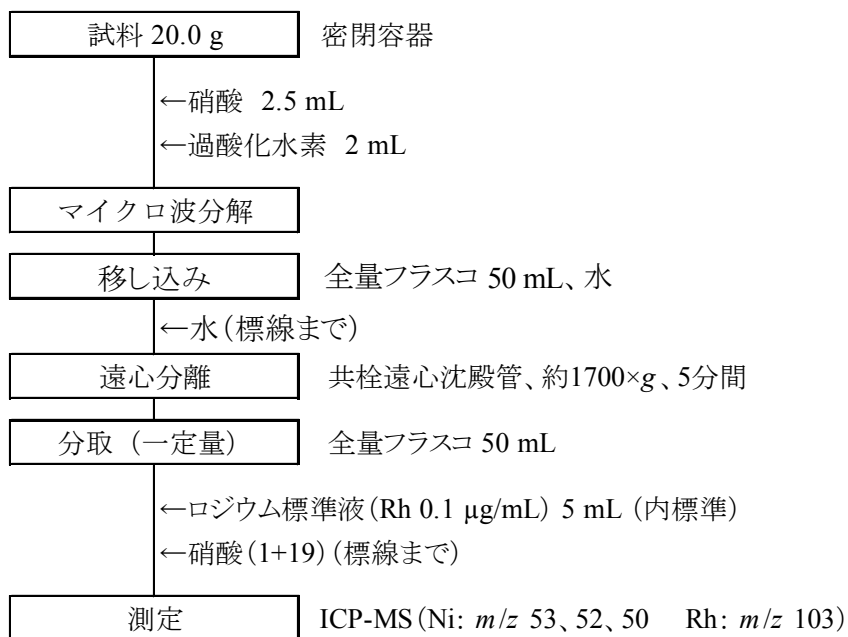 試料 20.0 g 密閉容器
←硝酸 2.5 mL
←過酸化水素 2 mL
マイクロ波分解
移し込み 全量フラスコ 50 mL、水
←水(標線まで)
遠心分離 共栓遠心沈殿管、約1700×g、5分間
分取 (一定量) 全量フラスコ 50 mL
←ロジウム標準液(Rh 0.1 µg/mL) 5 mL (内標準)
←硝酸(1+19)(標線まで)
測定 ICP-MS(Ni: m/z 53、52、50 Rh: m/z 103)